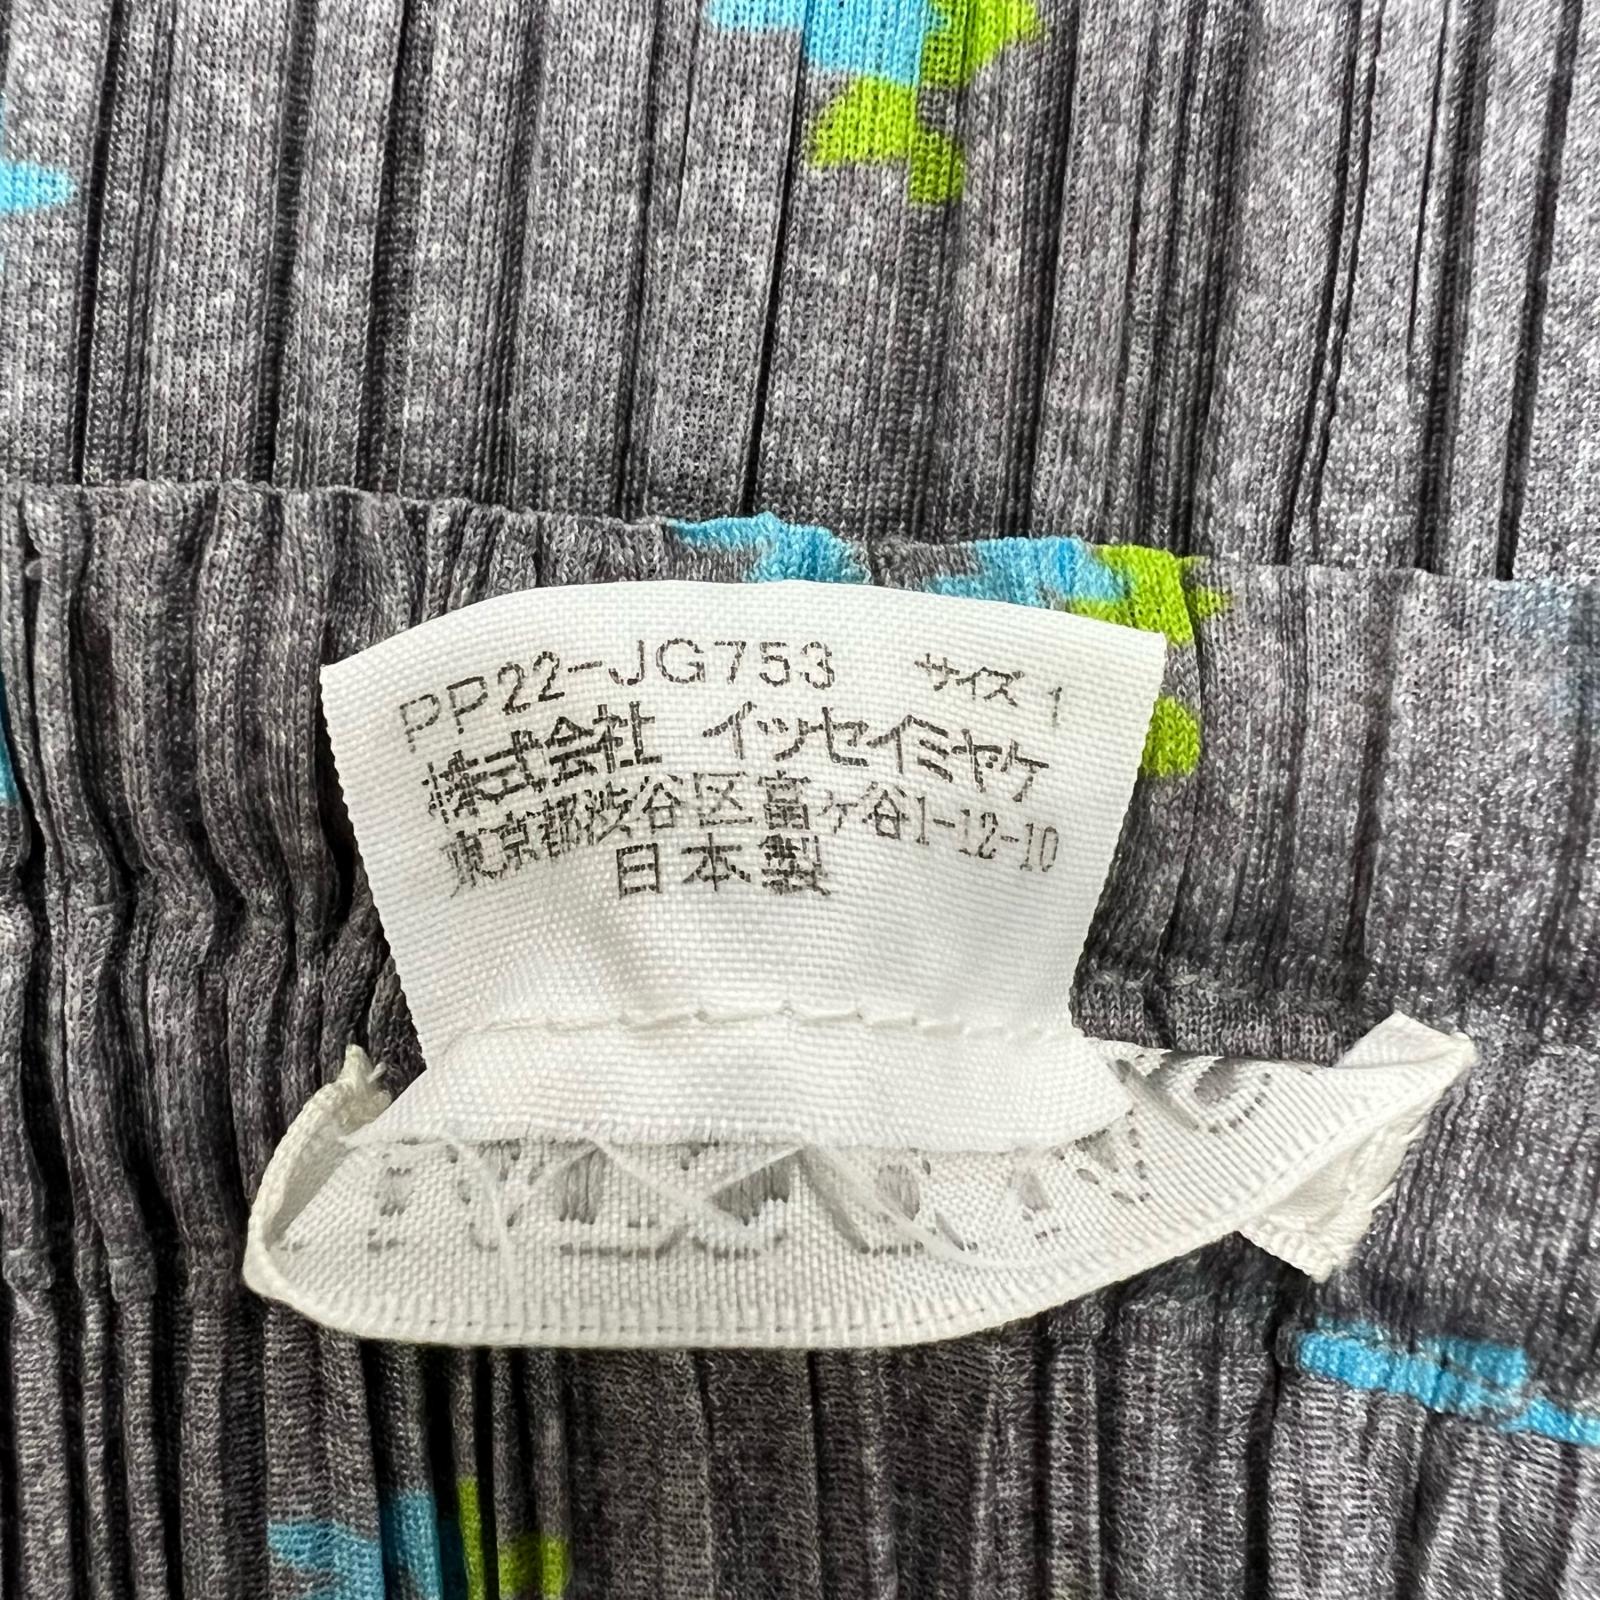 PP22-JG753 サイズ 1
株式会社 イッセイミヤケ
東京都渋谷区富ヶ谷1-12-10
日本製